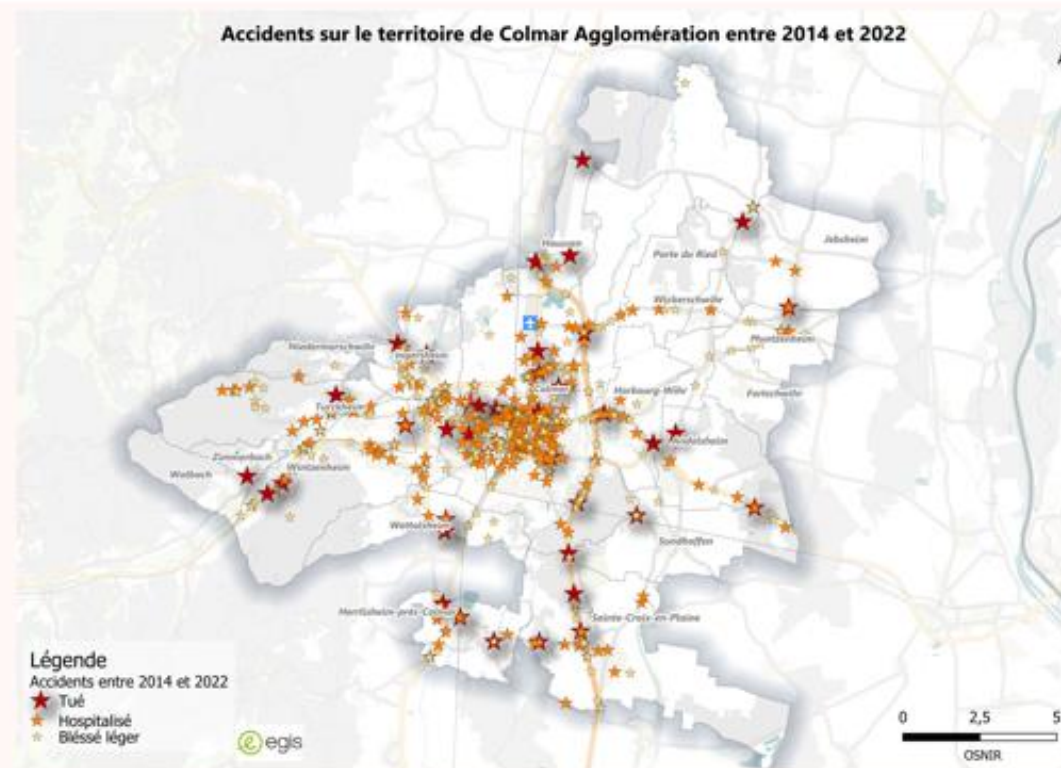 Accidents sur le territoire de Colmar Agglomération entre 2014 et 2022
A
Jebsheim
Houssen
Porte du Ried
Wickerschwihr
Niedermorschwihr
Ingersheim
Muntzenheim
Colmar
Horbourg-Wihr
Fortschwihr
Turckheim
Andolsheim
Zimmerbach
Walbach
Wintzenheim
Wettolsheim
Sundhoffen
Herrlisheim-près-Colmar
Sainte-Croix-en-Plaine
Légende
Accidents entre 2014 et 2022
Tué
Hospitalisé
Bléssé léger
egis
0 2,5 5
OSNIR